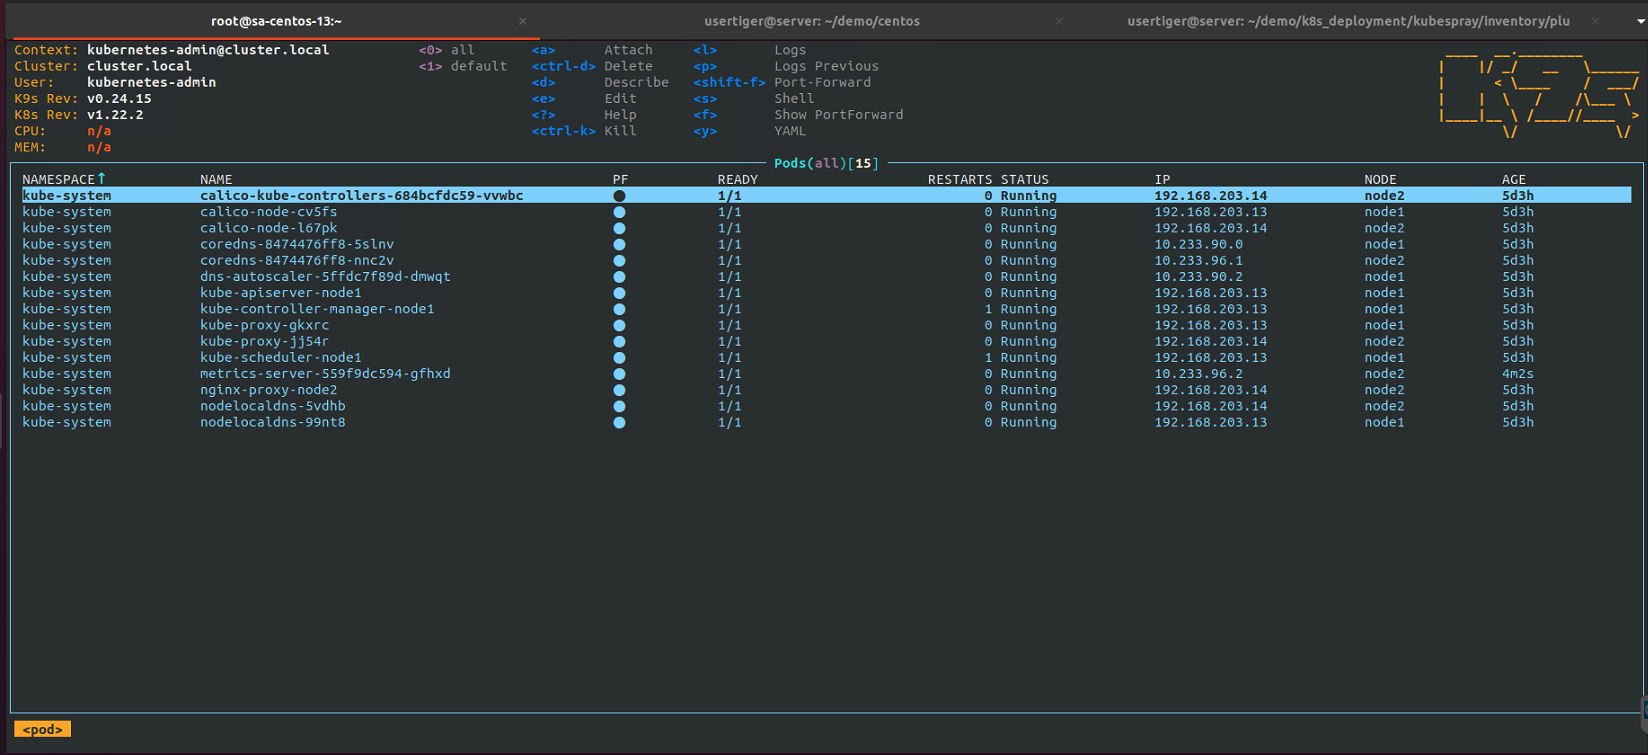 root@sa-centos-13:~ × usertiger@server: ~/demo/centos × usertiger@server: ~/demo/k8s_deployment/kubespray/inventory/plu ×
Context: kubernetes-admin@cluster.local <0> all <a> Attach <l> Logs
Cluster: cluster.local <1> default <ctrl-d> Delete <p> Logs Previous
User: kubernetes-admin <d> Describe <shift-f> Port-Forward
K9s Rev: v0.24.15 <e> Edit <s> Shell
K8s Rev: v1.22.2 <?> Help <f> Show PortForward
CPU: n/a <ctrl-k> Kill <y> YAML
MEM: n/a
K9s
Pods(all)[15]
NAMESPACE↑ NAME PF READY RESTARTS STATUS IP NODE AGE
kube-system calico-kube-controllers-684bcfdc59-vvwbc ● 1/1 0 Running 192.168.203.14 node2 5d3h
kube-system calico-node-cv5fs ● 1/1 0 Running 192.168.203.13 node1 5d3h
kube-system calico-node-l67pk ● 1/1 0 Running 192.168.203.14 node2 5d3h
kube-system coredns-8474476ff8-5slnv ● 1/1 0 Running 10.233.90.0 node1 5d3h
kube-system coredns-8474476ff8-nnc2v ● 1/1 0 Running 10.233.96.1 node2 5d3h
kube-system dns-autoscaler-5ffdc7f89d-dmwqt ● 1/1 0 Running 10.233.90.2 node1 5d3h
kube-system kube-apiserver-node1 ● 1/1 0 Running 192.168.203.13 node1 5d3h
kube-system kube-controller-manager-node1 ● 1/1 1 Running 192.168.203.13 node1 5d3h
kube-system kube-proxy-gkxrc ● 1/1 0 Running 192.168.203.13 node1 5d3h
kube-system kube-proxy-jj54r ● 1/1 0 Running 192.168.203.14 node2 5d3h
kube-system kube-scheduler-node1 ● 1/1 1 Running 192.168.203.13 node1 5d3h
kube-system metrics-server-559f9dc594-gfhxd ● 1/1 0 Running 10.233.96.2 node2 4m2s
kube-system nginx-proxy-node2 ● 1/1 0 Running 192.168.203.14 node2 5d3h
kube-system nodelocaldns-5vdhb ● 1/1 0 Running 192.168.203.14 node2 5d3h
kube-system nodelocaldns-99nt8 ● 1/1 0 Running 192.168.203.13 node1 5d3h
<pod>